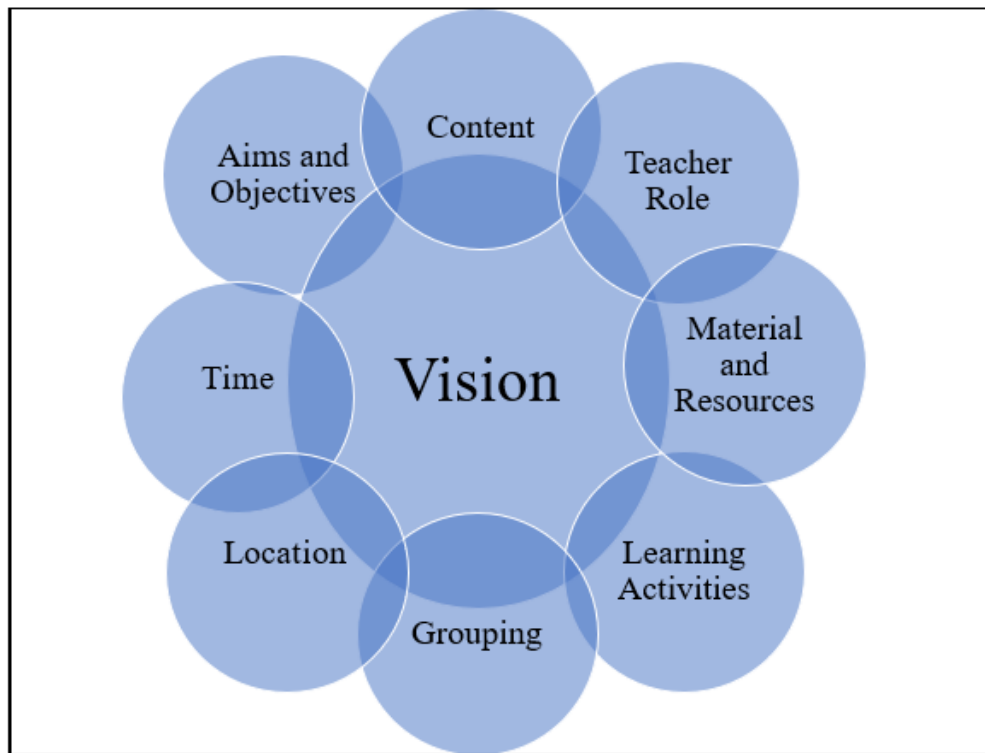 Content
Aims and
Objectives
Teacher
Role
Material
and
Resources
Time
Vision
Location
Learning
Activities
Grouping